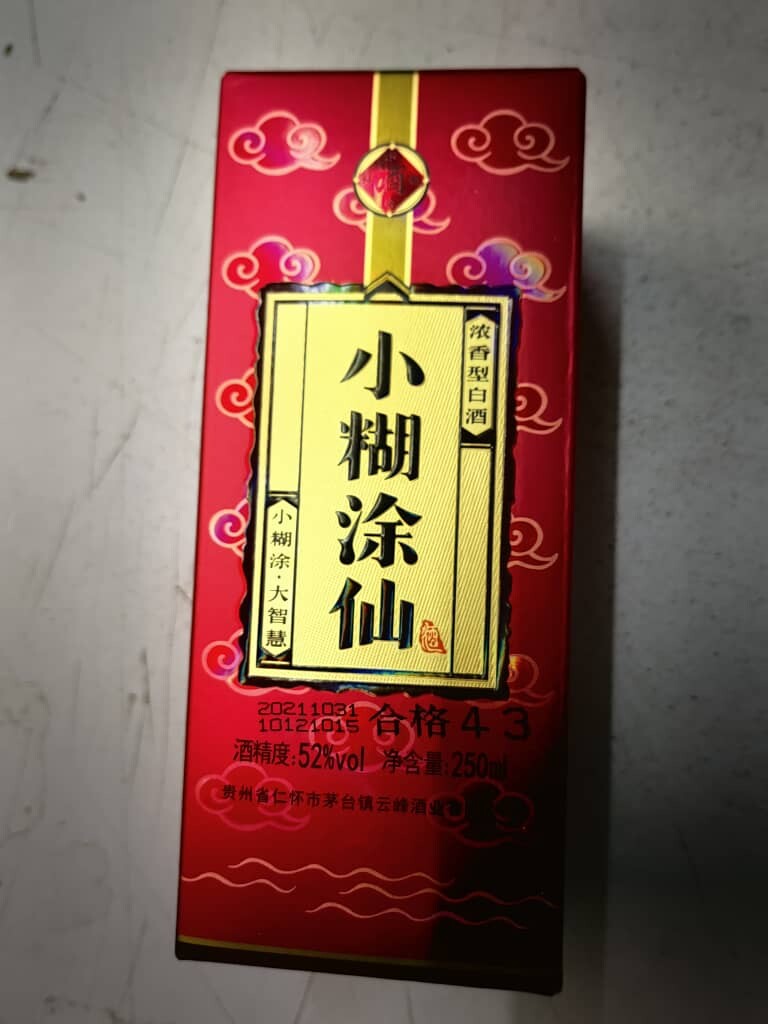 小糊涂仙
浓香型白酒
小糊涂·大智慧
20211031
10121015
合格43
酒精度:52%vol 净含量:250ml
贵州省仁怀市茅台镇云峰酒业